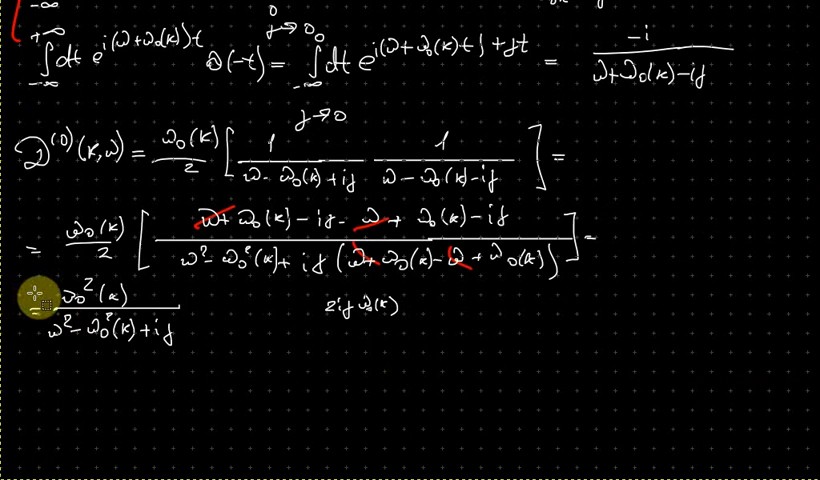 -∞ 0
+∞ γ→0 0
∫dt e^{i(ω+ω₀(k))·t} Θ(-t) = ∫dt e^{i(ω+ω₀(k)·t)+γt} = -i / (ω+ω₀(k)-iγ)
-∞ -∞
γ→0
D^{(0)}(k,ω) = ω₀(k)/2 [ 1/(ω-ω₀(k)+iγ) 1/(ω-ω₀(k)-iγ) ] =
= ω₀(k)/2 [ (ω+ω₀(k)-iγ-ω+ω₀(k)-iγ) / (ω²-ω₀²(k)+iγ(ω+ω₀(k)-ω+ω₀(k))) ] =
= ω₀²(k) / (ω²-ω₀²(k)+iγ) 2iγω₀(k)